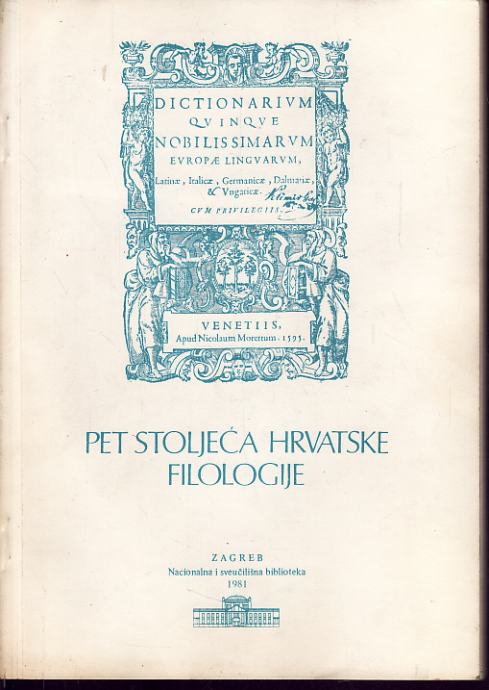 DICTIONARIVM
QVINQVE
NOBILISSIMARVM
EVROPÆ LINGVARVM,
Latinæ, Italicæ, Germanicæ, Dalmatiæ,
& Vngaricæ.
CVM PRIVILEGIIS.
VENETIIS,
Apud Nicolaum Morettum. 1595.
PET STOLJEĆA HRVATSKE
FILOLOGIJE
ZAGREB
Nacionalna i sveučilišna biblioteka
1981